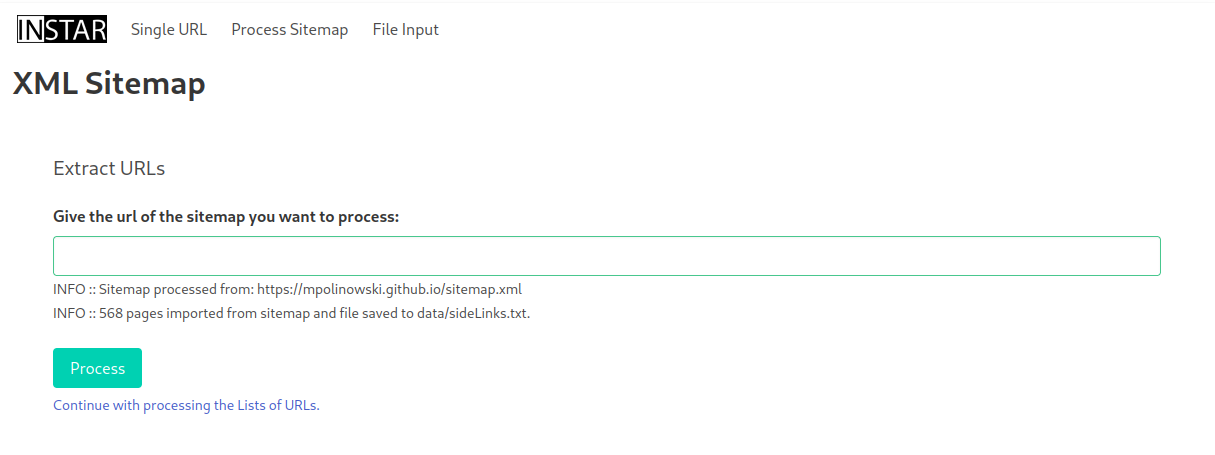 INSTAR Single URL Process Sitemap File Input
XML Sitemap
Extract URLs
Give the url of the sitemap you want to process:
INFO :: Sitemap processed from: https://mpolinowski.github.io/sitemap.xml
INFO :: 568 pages imported from sitemap and file saved to data/sideLinks.txt.
Process
Continue with processing the Lists of URLs.